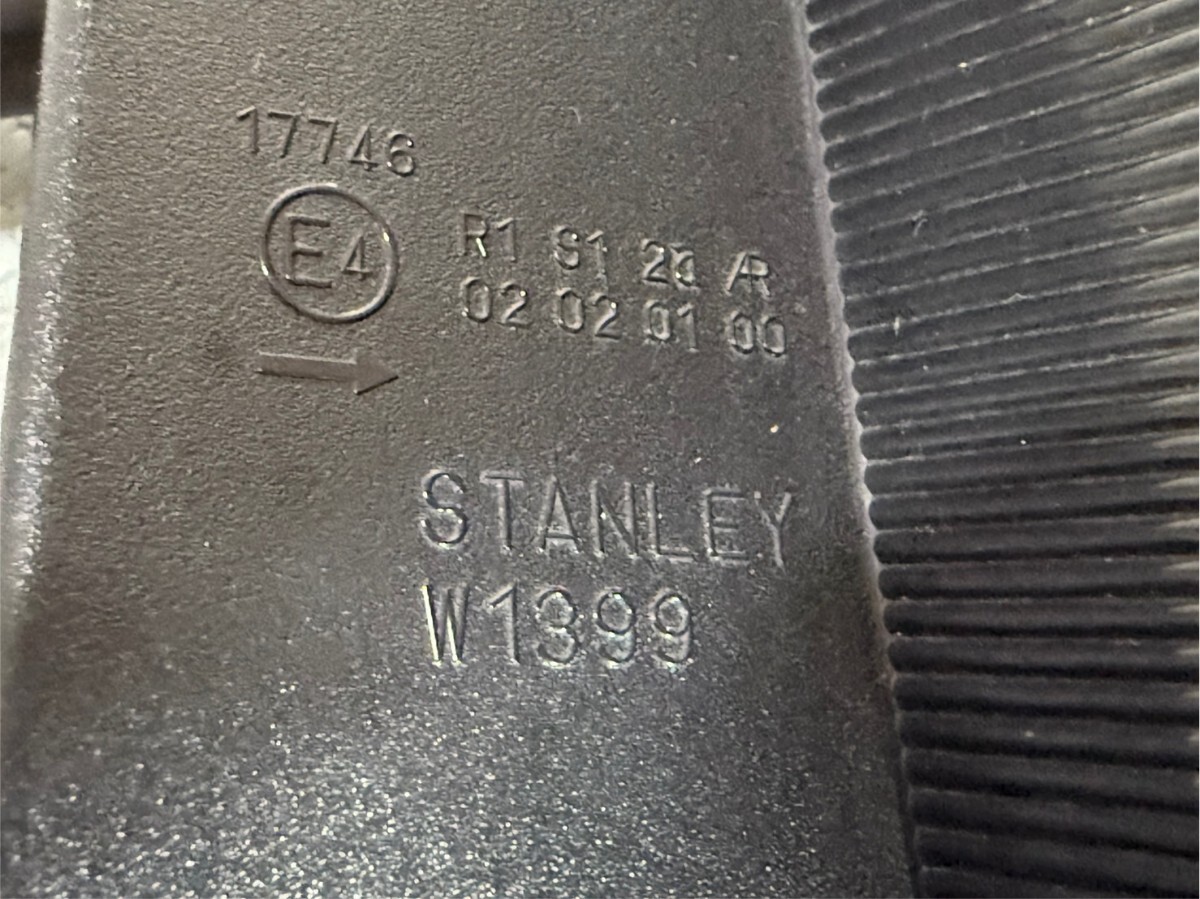 17746
E4
R1 S1 2a AR
02 02 01 00
STANLEY
W1399